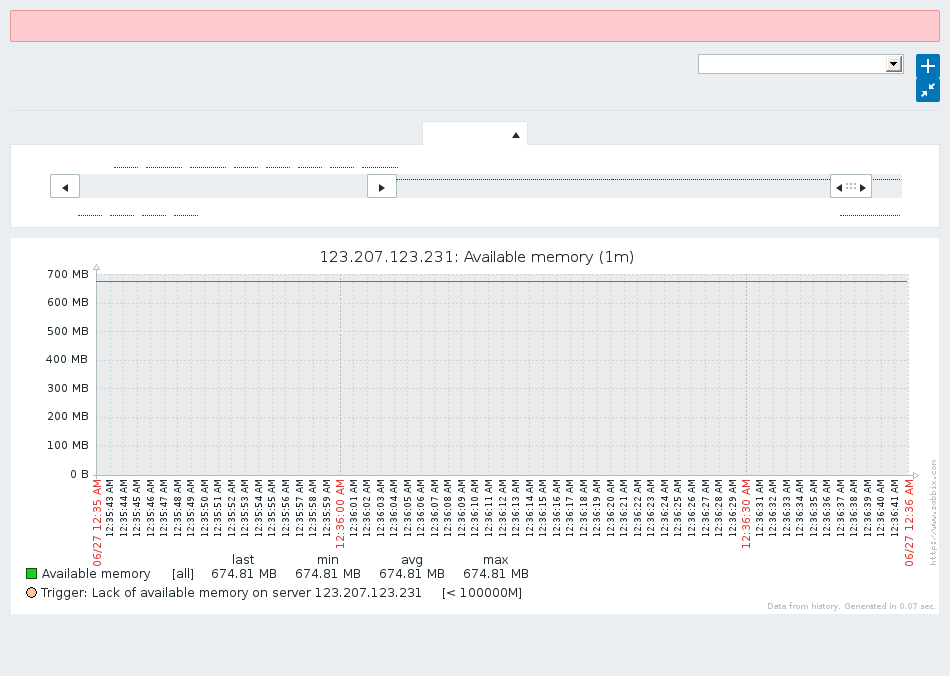 123.207.123.231: Available memory (1m)
700 MB
600 MB
500 MB
400 MB
300 MB
200 MB
100 MB
0 B
06/27 12:35 AM
12:35:43 AM
12:35:44 AM
12:35:45 AM
12:35:46 AM
12:35:47 AM
12:35:48 AM
12:35:49 AM
12:35:50 AM
12:35:51 AM
12:35:52 AM
12:35:53 AM
12:35:54 AM
12:35:55 AM
12:35:56 AM
12:35:57 AM
12:35:58 AM
12:35:59 AM
12:36:00 AM
12:36:01 AM
12:36:02 AM
12:36:03 AM
12:36:04 AM
12:36:05 AM
12:36:06 AM
12:36:07 AM
12:36:08 AM
12:36:09 AM
12:36:10 AM
12:36:11 AM
12:36:12 AM
12:36:13 AM
12:36:14 AM
12:36:15 AM
12:36:16 AM
12:36:17 AM
12:36:18 AM
12:36:19 AM
12:36:20 AM
12:36:21 AM
12:36:22 AM
12:36:23 AM
12:36:24 AM
12:36:25 AM
12:36:26 AM
12:36:27 AM
12:36:28 AM
12:36:29 AM
12:36:30 AM
12:36:31 AM
12:36:32 AM
12:36:33 AM
12:36:34 AM
12:36:35 AM
12:36:36 AM
12:36:37 AM
12:36:38 AM
12:36:39 AM
12:36:40 AM
12:36:41 AM
06/27 12:36 AM
http://www.zabbix.com
last min avg max
Available memory [all] 674.81 MB 674.81 MB 674.81 MB 674.81 MB
Trigger: Lack of available memory on server 123.207.123.231 [< 100000M]
Data from history. Generated in 0.07 sec.